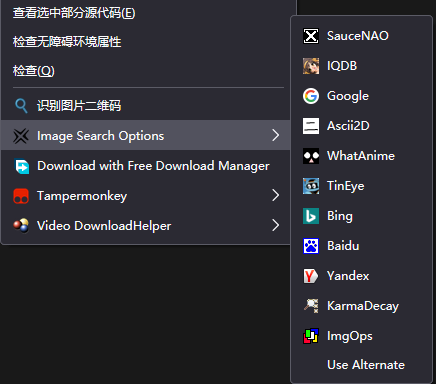 查看选中部分源代码(E)
检查无障碍环境属性
检查(Q)
识别图片二维码
Image Search Options
Download with Free Download Manager
Tampermonkey
Video DownloadHelper
SauceNAO
IQDB
Google
Ascii2D
WhatAnime
TinEye
Bing
Baidu
Yandex
KarmaDecay
ImgOps
Use Alternate